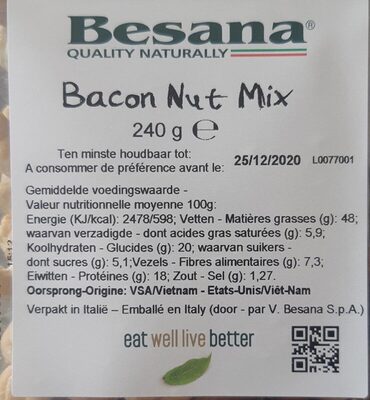 Besana®
QUALITY NATURALLY
Bacon Nut Mix
240 g ℮
Ten minste houdbaar tot:
A consommer de préférence avant le: 25/12/2020 L0077001
Gemiddelde voedingswaarde -
Valeur nutritionnelle moyenne 100g:
Energie (KJ/kcal): 2478/598; Vetten - Matières grasses (g): 48;
waarvan verzadigde - dont acides gras saturées (g): 5,9;
Koolhydraten - Glucides (g): 20; waarvan suikers -
dont sucres (g): 5,1;Vezels - Fibres alimentaires (g): 7,3;
Eiwitten - Protéines (g): 18; Zout - Sel (g): 1,27.
Oorsprong-Origine: VSA/Vietnam - Etats-Unis/Viêt-Nam
Verpakt in Italië – Emballé en Italy (door - par V. Besana S.p.A.)
eat well live better